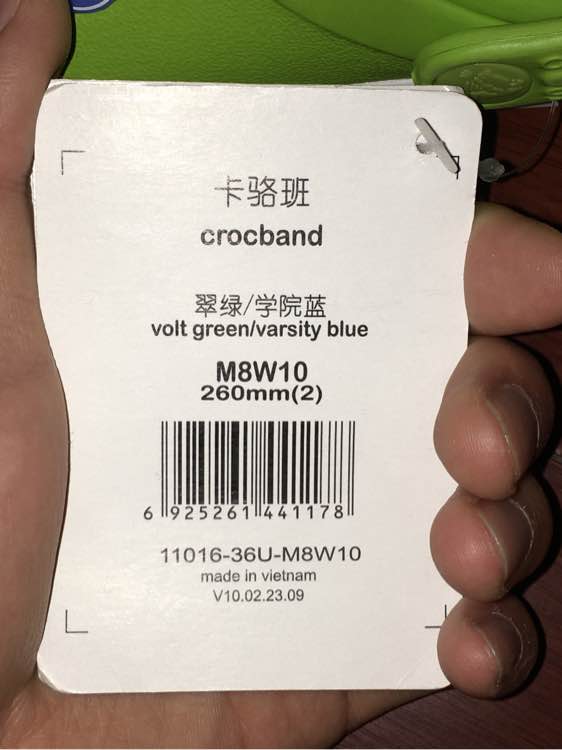 卡骆班
crocband
翠绿/学院蓝
volt green/varsity blue
M8W10
260mm(2)
6 925261 441178
11016-36U-M8W10
made in vietnam
V10.02.23.09